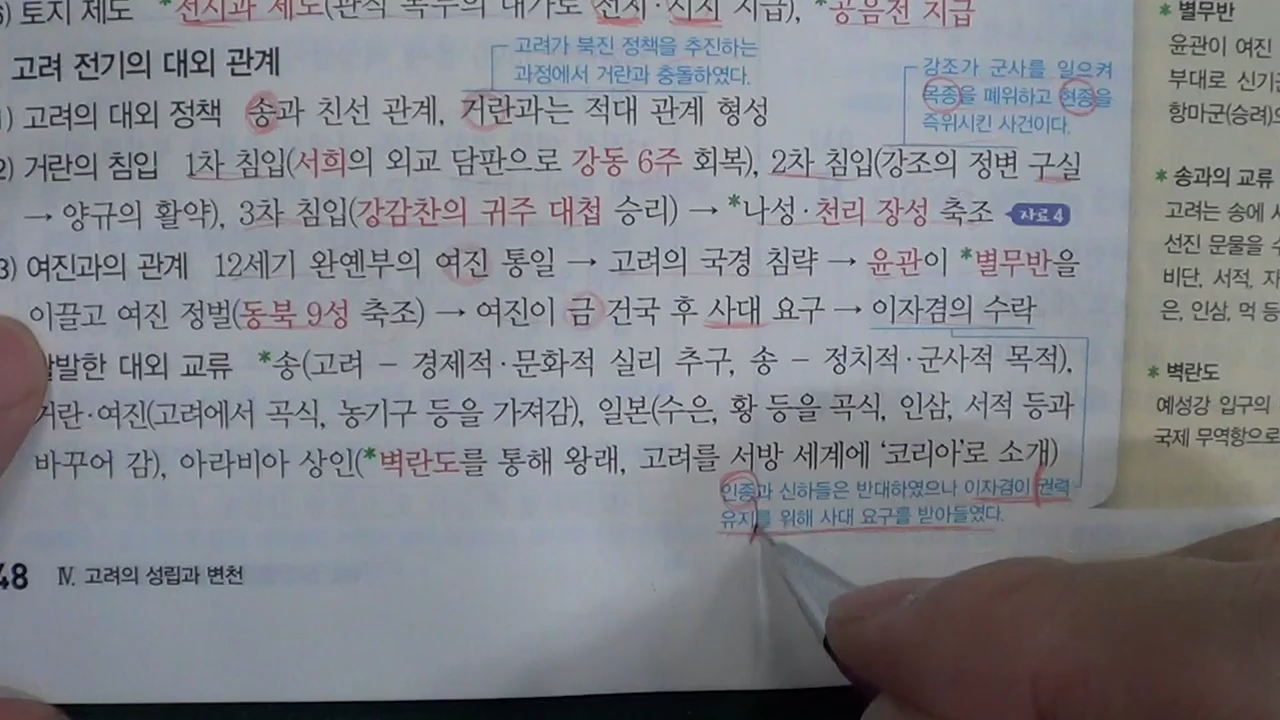 토지 제도 *전시과 제도(관직 복무의 대가로 전지·시지 지급), *공음전 지급
고려 전기의 대외 관계
고려가 북진 정책을 추진하는
과정에서 거란과 충돌하였다.
강조가 군사를 일으켜
목종을 폐위하고 현종을
즉위시킨 사건이다.
1) 고려의 대외 정책 송과 친선 관계, 거란과는 적대 관계 형성
2) 거란의 침입 1차 침입(서희의 외교 담판으로 강동 6주 회복), 2차 침입(강조의 정변 구실
→ 양규의 활약), 3차 침입(강감찬의 귀주 대첩 승리) → *나성·천리 장성 축조 자료 4
3) 여진과의 관계 12세기 완옌부의 여진 통일 → 고려의 국경 침략 → 윤관이 *별무반을
이끌고 여진 정벌(동북 9성 축조) → 여진이 금 건국 후 사대 요구 → 이자겸의 수락
활발한 대외 교류 *송(고려 - 경제적·문화적 실리 추구, 송 - 정치적·군사적 목적),
거란·여진(고려에서 곡식, 농기구 등을 가져감), 일본(수은, 황 등을 곡식, 인삼, 서적 등과
바꾸어 감), 아라비아 상인(*벽란도를 통해 왕래, 고려를 서방 세계에 '코리아'로 소개)
인종과 신하들은 반대하였으나 이자겸이 권력
유지를 위해 사대 요구를 받아들였다.
48 Ⅳ. 고려의 성립과 변천
* 별무반
윤관이 여진
부대로 신기
항마군(승려)
* 송과의 교류
고려는 송에
선진 문물을
비단, 서적,
은, 인삼, 먹 등
* 벽란도
예성강 입구의
국제 무역항으로